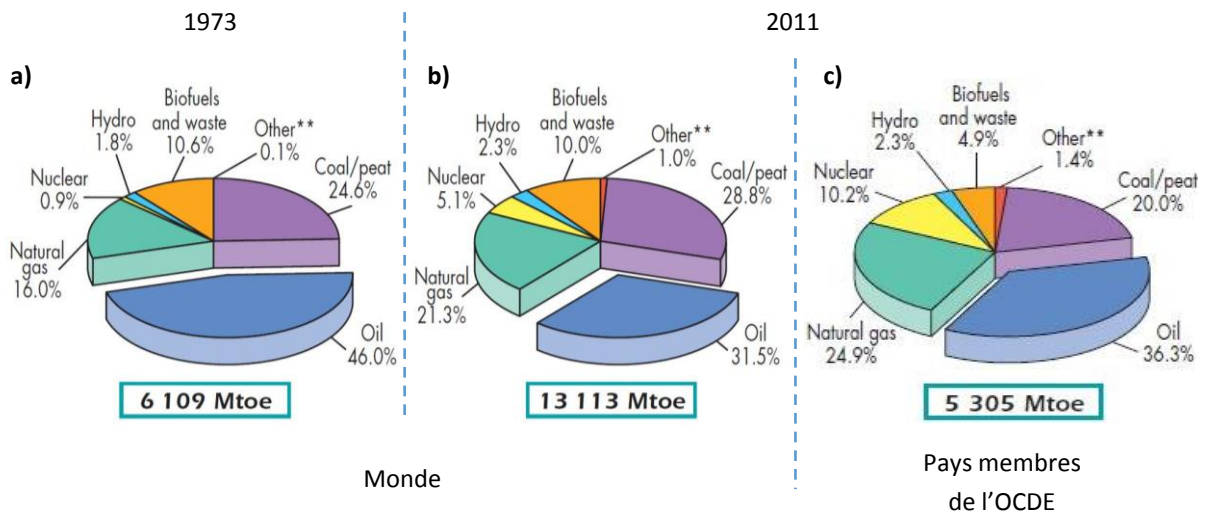 1973
2011
a)
Hydro
1.8%
Biofuels
and waste
10.6%
Other**
0.1%
Coal/peat
24.6%
Nuclear
0.9%
Natural
gas
16.0%
Oil
46.0%
6 109 Mtoe
b)
Hydro
2.3%
Biofuels
and waste
10.0%
Other**
1.0%
Coal/peat
28.8%
Nuclear
5.1%
Natural
gas
21.3%
Oil
31.5%
13 113 Mtoe
c)
Hydro
2.3%
Biofuels
and waste
4.9%
Other**
1.4%
Coal/peat
20.0%
Nuclear
10.2%
Natural gas
24.9%
Oil
36.3%
5 305 Mtoe
Monde
Pays membres
de l'OCDE